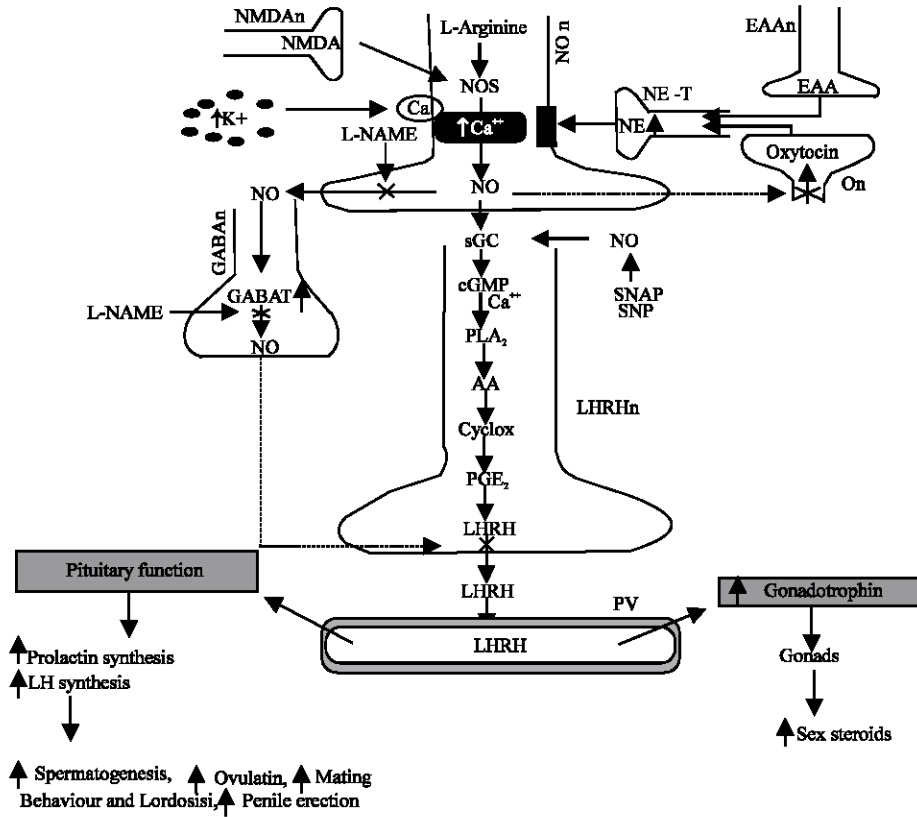 NMDAn
NMDA
L-Arginine
NO n
EAAn
NOS
EAA
NE -T
↑K+
Ca
↑Ca⁺⁺
NE
L-NAME
Oxytocin
On
NO
NO
GABAn
sGC
NO
cGMP
Ca⁺⁺
SNAP
SNP
GABAT
L-NAME
PLA₂
NO
AA
LHRHn
Cyclox
PGE₂
LHRH
Pituitary function
LHRH
PV
Gonadotrophin
LHRH
Prolactin synthesis
LH synthesis
Gonads
Sex steroids
Spermatogenesis, Ovulatin, Mating
Behaviour and Lordosisi, Penile erection